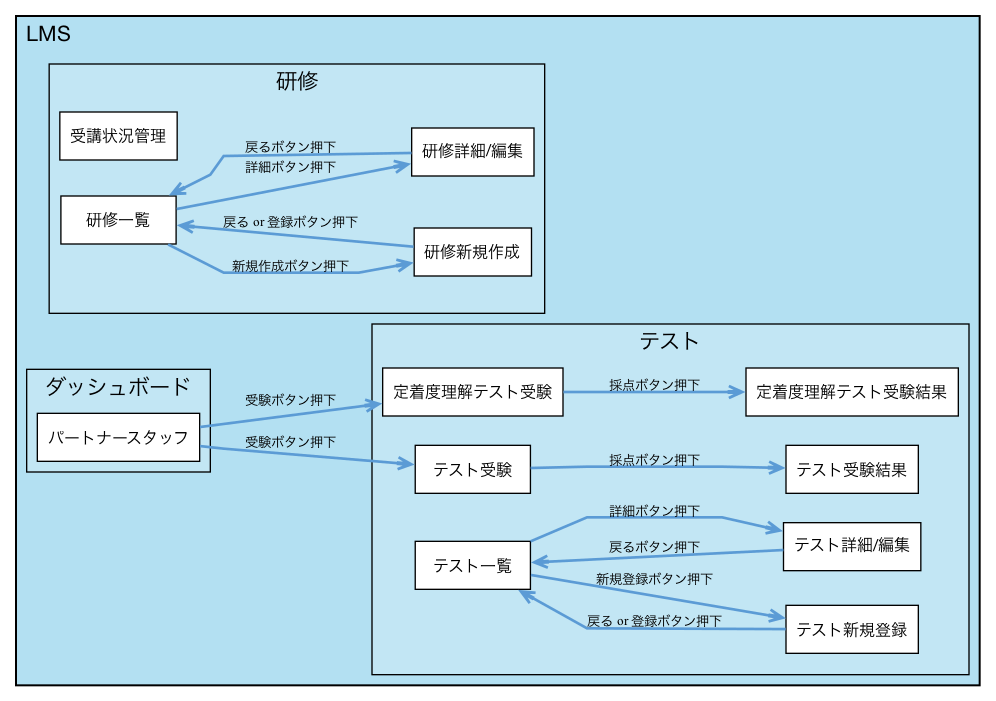 LMS
研修
受講状況管理
戻るボタン押下
研修詳細/編集
詳細ボタン押下
研修一覧
戻る or 登録ボタン押下
研修新規作成
新規作成ボタン押下
テスト
ダッシュボード
パートナースタッフ
受験ボタン押下
定着度理解テスト受験
採点ボタン押下
定着度理解テスト受験結果
受験ボタン押下
テスト受験
採点ボタン押下
テスト受験結果
詳細ボタン押下
テスト詳細/編集
戻るボタン押下
テスト一覧
新規登録ボタン押下
戻る or 登録ボタン押下
テスト新規登録